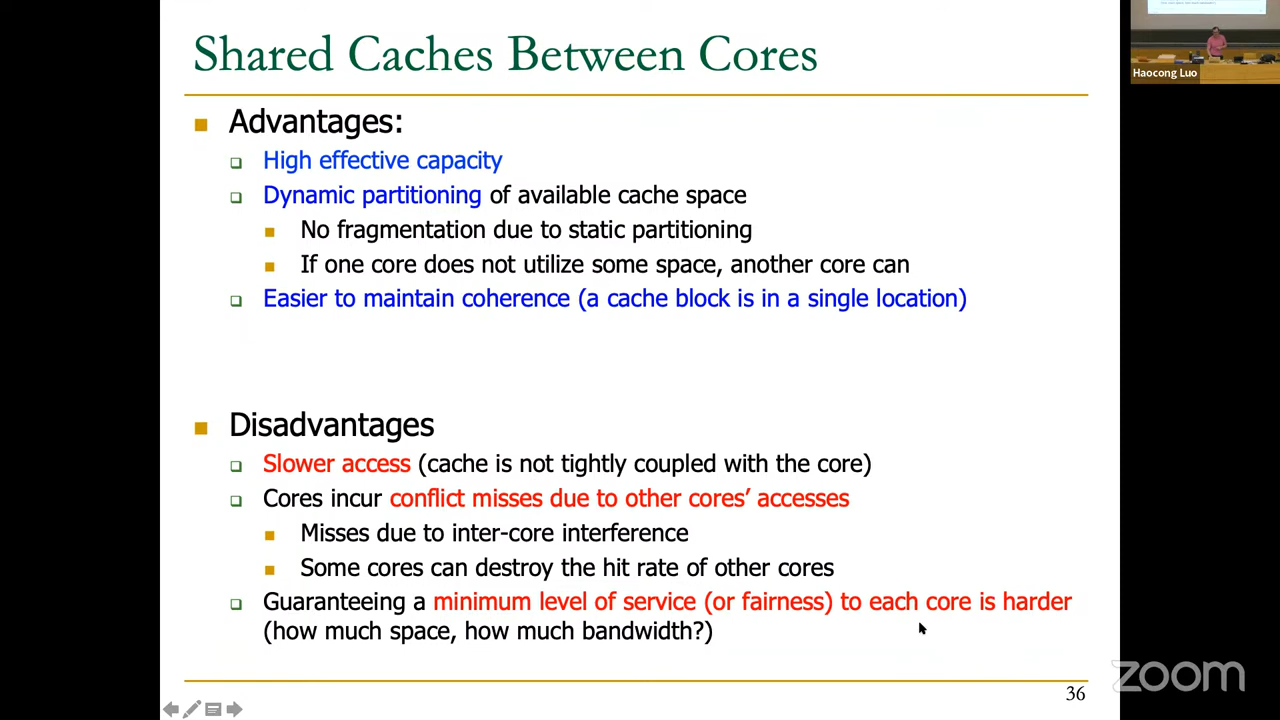 Shared Caches Between Cores
Advantages:
High effective capacity
Dynamic partitioning of available cache space
No fragmentation due to static partitioning
If one core does not utilize some space, another core can
Easier to maintain coherence (a cache block is in a single location)
Disadvantages
Slower access (cache is not tightly coupled with the core)
Cores incur conflict misses due to other cores’ accesses
Misses due to inter-core interference
Some cores can destroy the hit rate of other cores
Guaranteeing a minimum level of service (or fairness) to each core is harder
(how much space, how much bandwidth?)
36
Haocong Luo
zoom